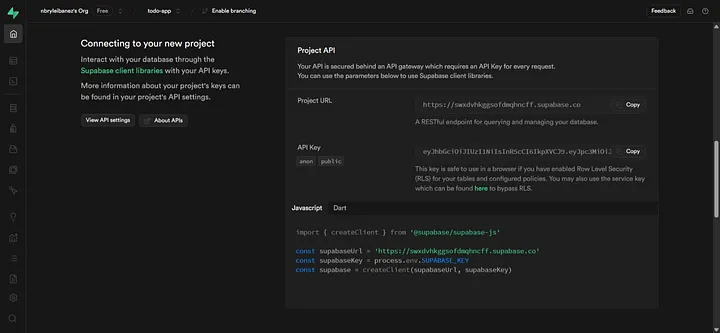 nbryleibanez's Org Free todo-app Enable branching Feedback
Connecting to your new project
Interact with your database through the
Supabase client libraries with your API keys.
More information about your project's keys can
be found in your project's API settings.
View API settings About APIs
Project API
Your API is secured behind an API gateway which requires an API Key for every request.
You can use the parameters below to use Supabase client libraries.
Project URL
https://swxdvhkggsofdmqhncff.supabase.co Copy
A RESTful endpoint for querying and managing your database.
API Key
anon public
Copy
This key is safe to use in a browser if you have enabled Row Level Security
(RLS) for your tables and configured policies. You may also use the service key
which can be found here to bypass RLS.
Javascript Dart
import { createClient } from '@supabase/supabase-js'
const supabaseUrl = 'https://swxdvhkggsofdmqhncff.supabase.co'
const supabaseKey = process.env.SUPABASE_KEY
const supabase = createClient(supabaseUrl, supabaseKey)